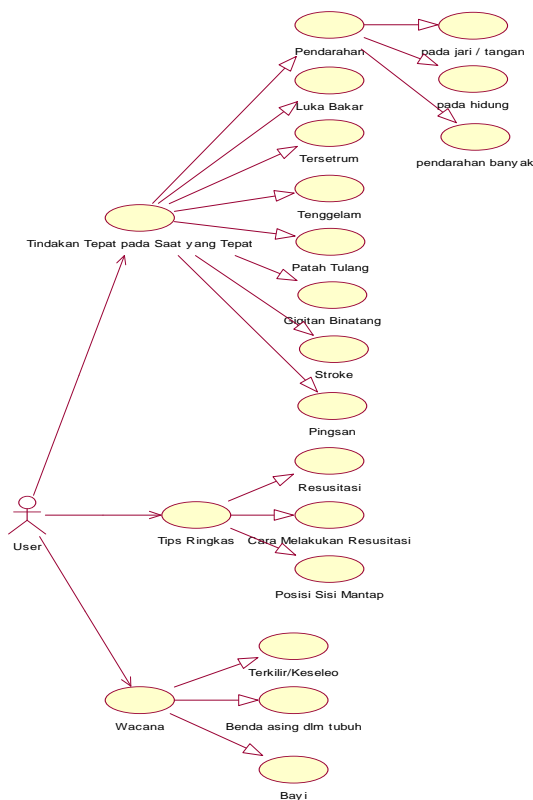 Pendarahan
pada jari / tangan
pada hidung
pendarahan banyak
Luka Bakar
Tersetrum
Tenggelam
Tindakan Tepat pada Saat yang Tepat
Patah Tulang
Gigitan Binatang
Stroke
Pingsan
Resusitasi
User
Tips Ringkas
Cara Melakukan Resusitasi
Posisi Sisi Mantap
Terkilir/Keseleo
Wacana
Benda asing dlm tubuh
Bayi